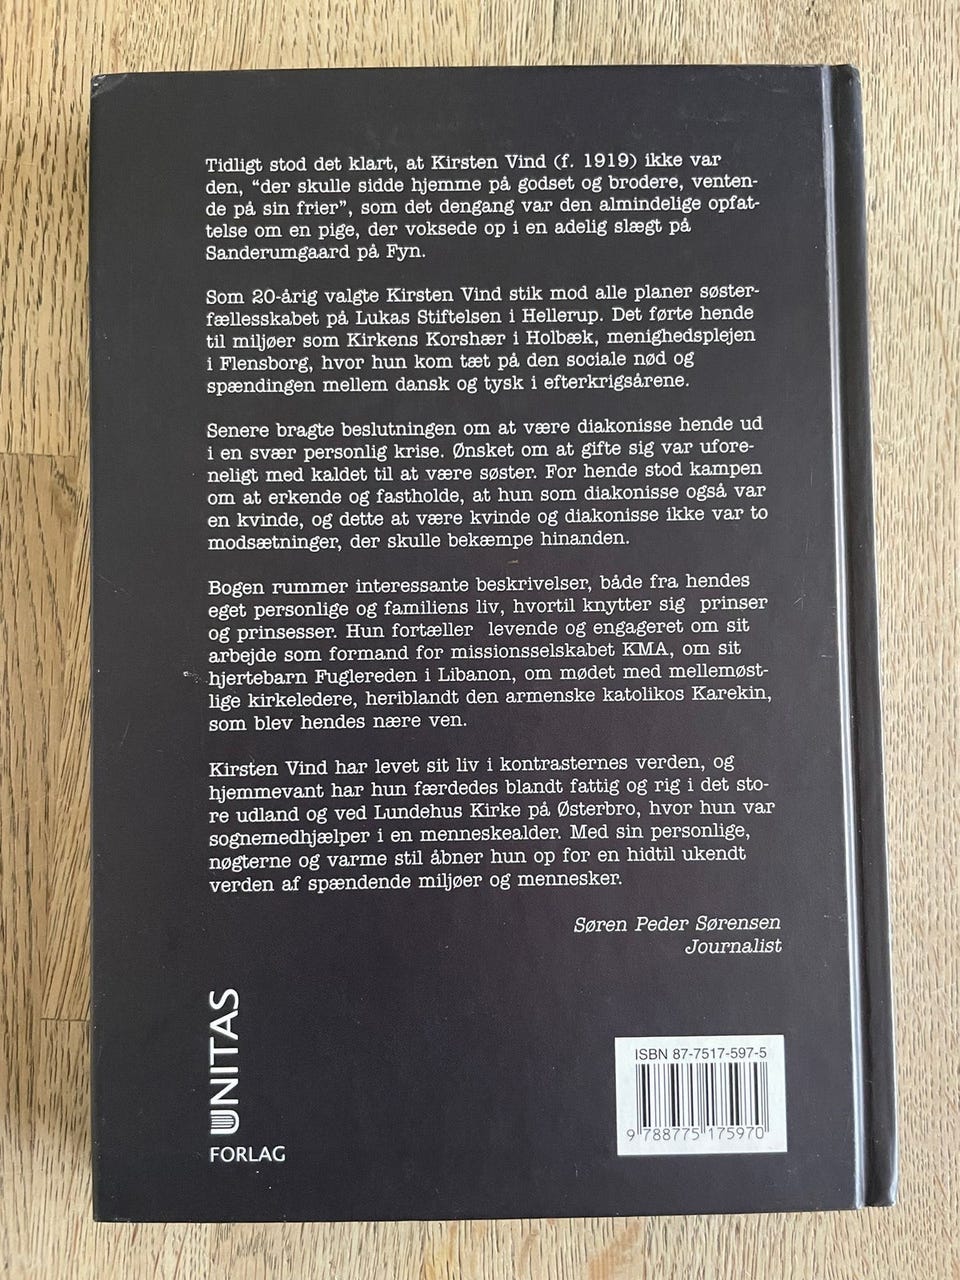 Tidligt stod det klart, at Kirsten Vind (f. 1919) ikke var
den, "der skulle sidde hjemme på godset og brodere, venten-
de på sin frier", som det dengang var den almindelige opfat-
telse om en pige, der voksede op i en adelig slægt på
Sanderumgaard på Fyn.
Som 20-årig valgte Kirsten Vind stik mod alle planer søster-
fællesskabet på Lukas Stiftelsen i Hellerup. Det førte hende
til miljøer som Kirkens Korshær i Holbæk, menighedsplejen
i Flensborg, hvor hun kom tæt på den sociale nød og
spændingen mellem dansk og tysk i efterkrigsårene.
Senere bragte beslutningen om at være diakonisse hende ud
i en svær personlig krise. Ønsket om at gifte sig var ufore-
neligt med kaldet til at være søster. For hende stod kampen
om at erkende og fastholde, at hun som diakonisse også var
en kvinde, og dette at være kvinde og diakonisse ikke var to
modsætninger, der skulle bekæmpe hinanden.
Bogen rummer interessante beskrivelser, både fra hendes
eget personlige og familiens liv, hvortil knytter sig prinser
og prinsesser. Hun fortæller levende og engageret om sit
arbejde som formand for missionsselskabet KMA, om sit
hjertebarn Fuglereden i Libanon, om mødet med mellemøst-
lige kirkeledere, heriblandt den armenske katolikos Karekin,
som blev hendes nære ven.
Kirsten Vind har levet sit liv i kontrasternes verden, og
hjemmevant har hun færdedes blandt fattig og rig i det sto-
re udland og ved Lundehus Kirke på Østerbro, hvor hun var
sognemedhjælper i en menneskealder. Med sin personlige,
nøgterne og varme stil åbner hun op for en hidtil ukendt
verden af spændende miljøer og mennesker.
Søren Peder Sørensen
Journalist
UNITAS
FORLAG
ISBN 87-7517-597-5
9 788775 175970